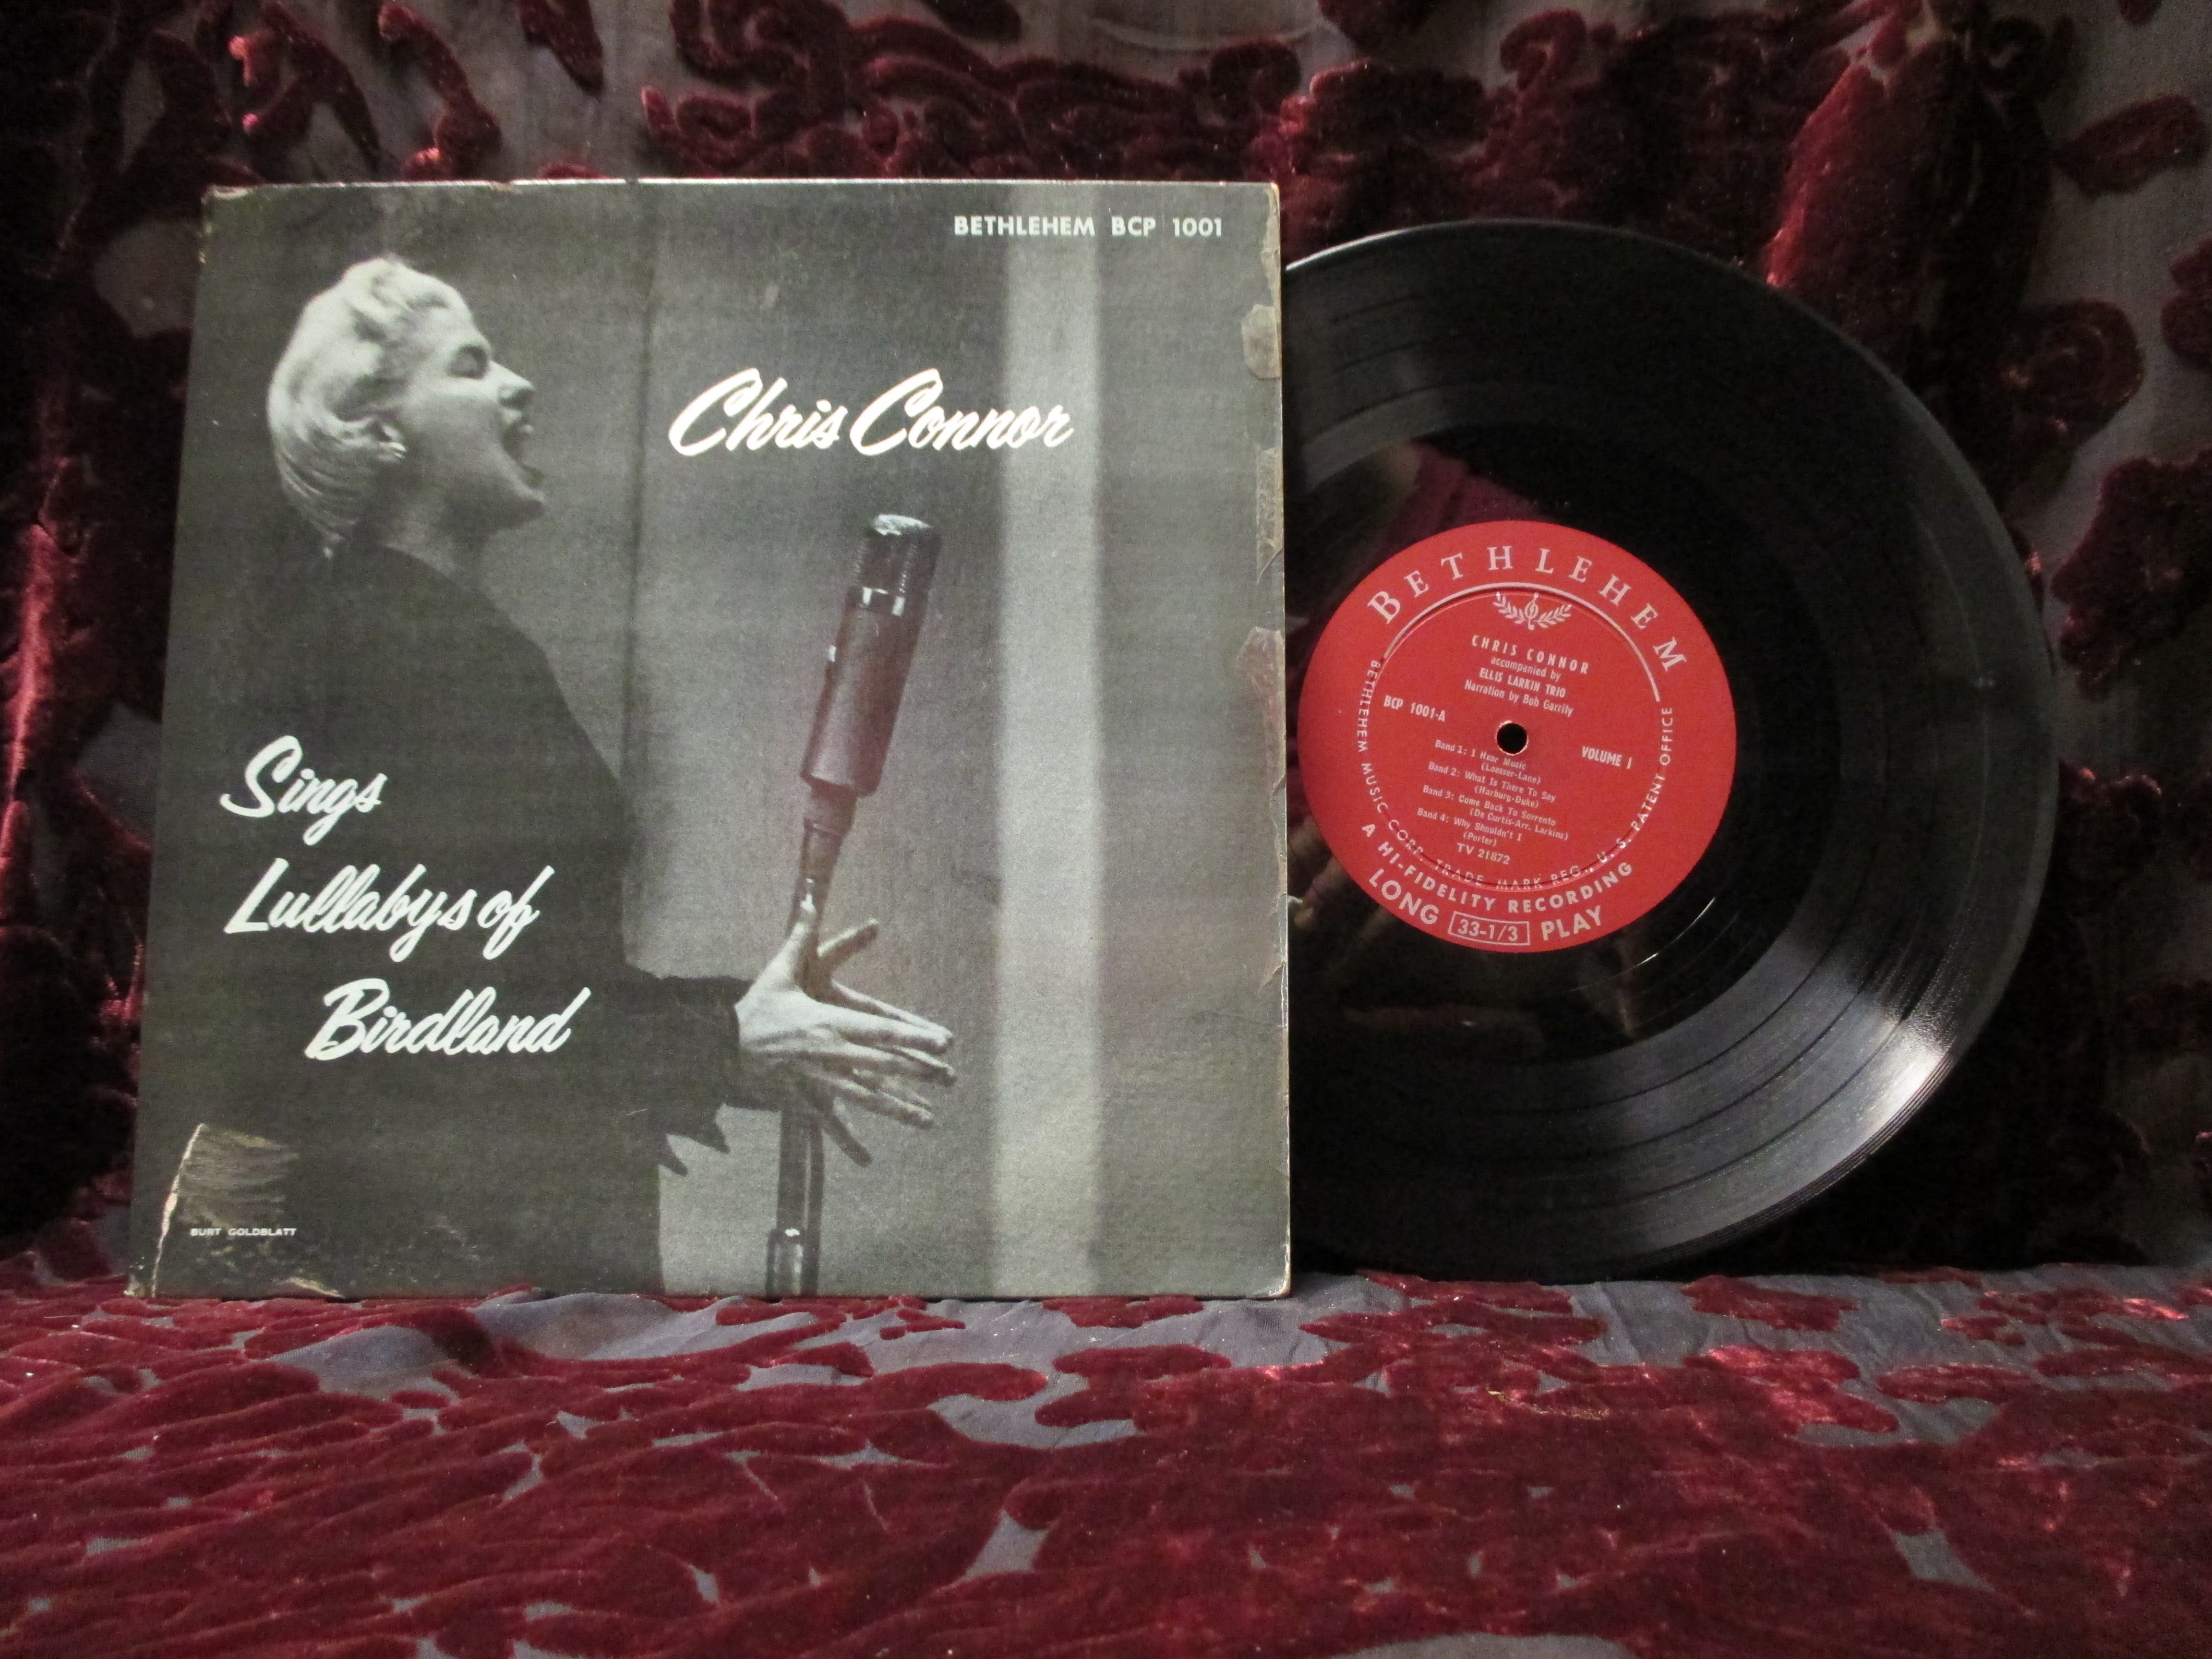 BETHLEHEM BCP 1001
Chris Connor
Sings
Lullabys of
Birdland
BURT GOLDBLATT
BETHLEHEM
CHRIS CONNOR
accompanied by
ELLIS LARKIN TRIO
Narration by Bob Garrity
BCP 1001-A
VOLUME I
Band 1: I Hear Music
(Loesser-Lane)
Band 2: What Is There To Say
(Harburg-Duke)
Band 3: Come Back To Sorrento
(De Curtis-Arr. Larkins)
Band 4: Why Shouldn't I
(Porter)
TV 21872
BETHLEHEM MUSIC CORP. TRADE MARK REG. U. S. PATENT OFFICE
A HI-FIDELITY RECORDING
LONG 33-1/3 PLAY